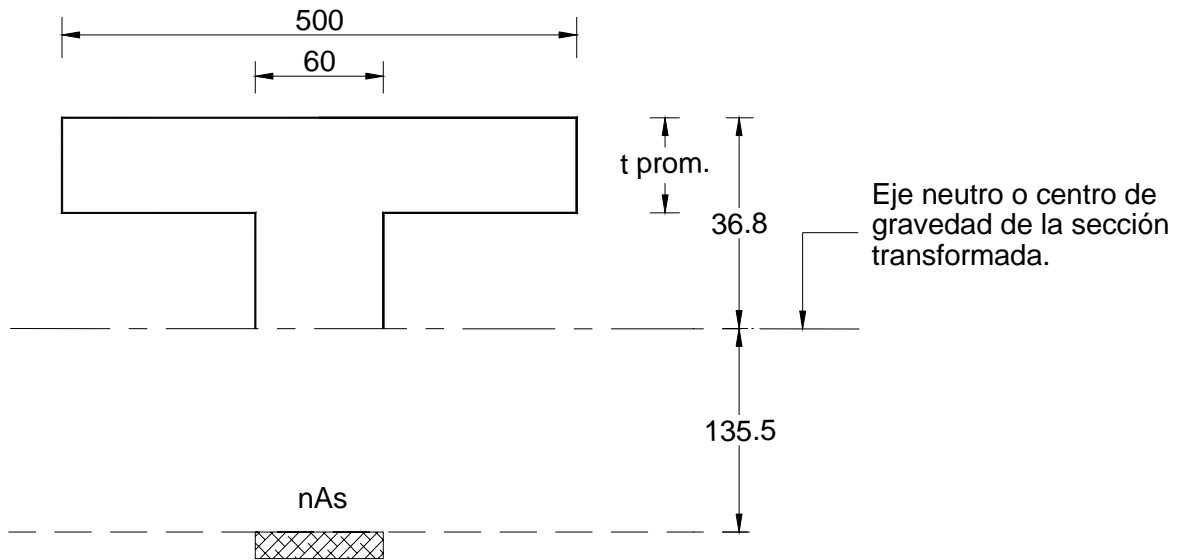 500
60
t prom.
36.8
Eje neutro o centro de
gravedad de la sección
transformada.
135.5
nAs